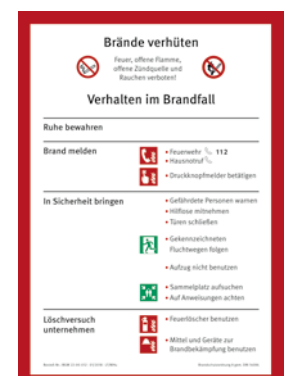 Brände verhüten
Feuer, offene Flamme,
offene Zündquelle und
Rauchen verboten!
Verhalten im Brandfall
Ruhe bewahren
Brand melden
• Feuerwehr 112
• Hausnotruf
• Druckknopfmelder betätigen
In Sicherheit bringen
• Gefährdete Personen warnen
• Hilflose mitnehmen
• Türen schließen
• Gekennzeichneten
Fluchtwegen folgen
• Aufzug nicht benutzen
• Sammelplatz aufsuchen
• Auf Anweisungen achten
Löschversuch
unternehmen
• Feuerlöscher benutzen
• Mittel und Geräte zur
Brandbekämpfung benutzen